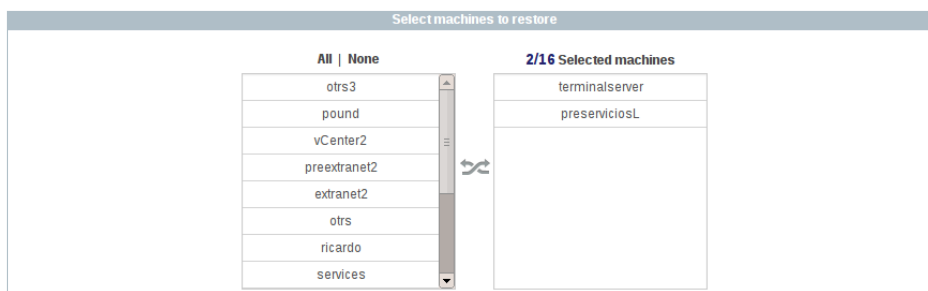 Select machines to restore
All | None
2/16 Selected machines
otrs3
pound
vCenter2
preextranet2
extranet2
otrs
ricardo
services
terminalserver
preserviciosL